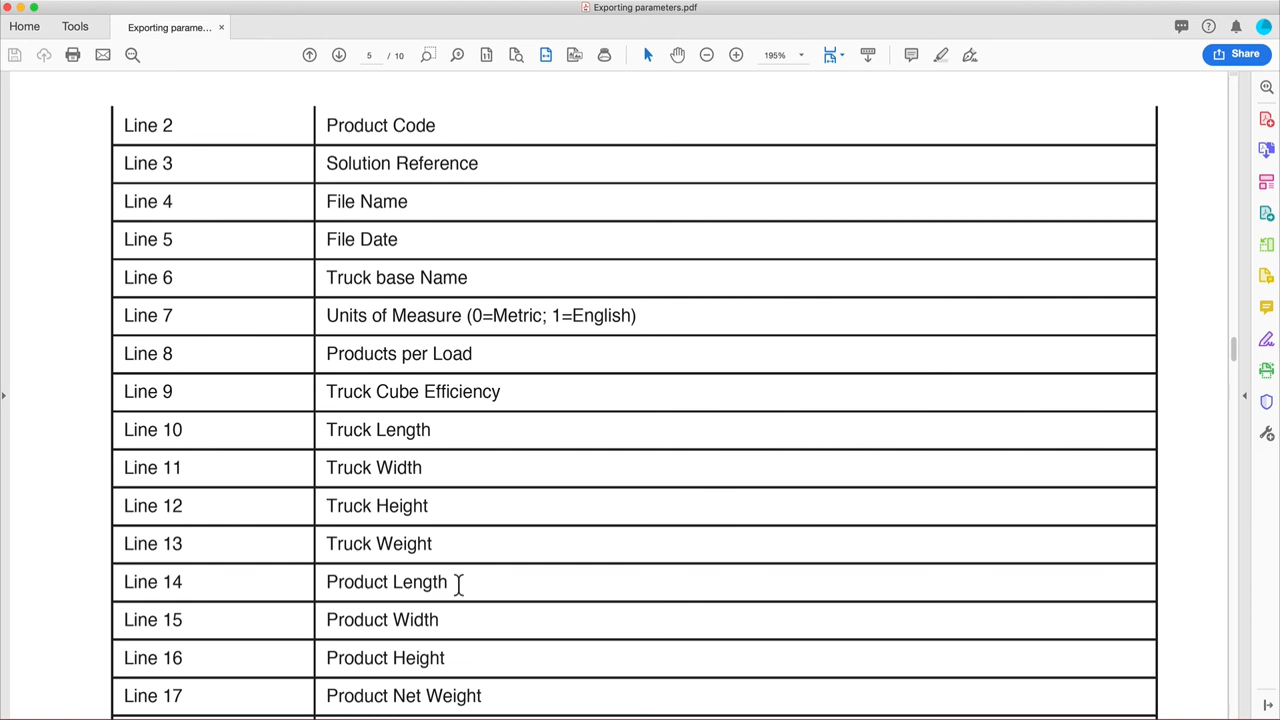 Exporting parameters.pdf
Home
Tools
Exporting parame...
5 / 10
195%
Share
Line 2 Product Code
Line 3 Solution Reference
Line 4 File Name
Line 5 File Date
Line 6 Truck base Name
Line 7 Units of Measure (0=Metric; 1=English)
Line 8 Products per Load
Line 9 Truck Cube Efficiency
Line 10 Truck Length
Line 11 Truck Width
Line 12 Truck Height
Line 13 Truck Weight
Line 14 Product Length
Line 15 Product Width
Line 16 Product Height
Line 17 Product Net Weight